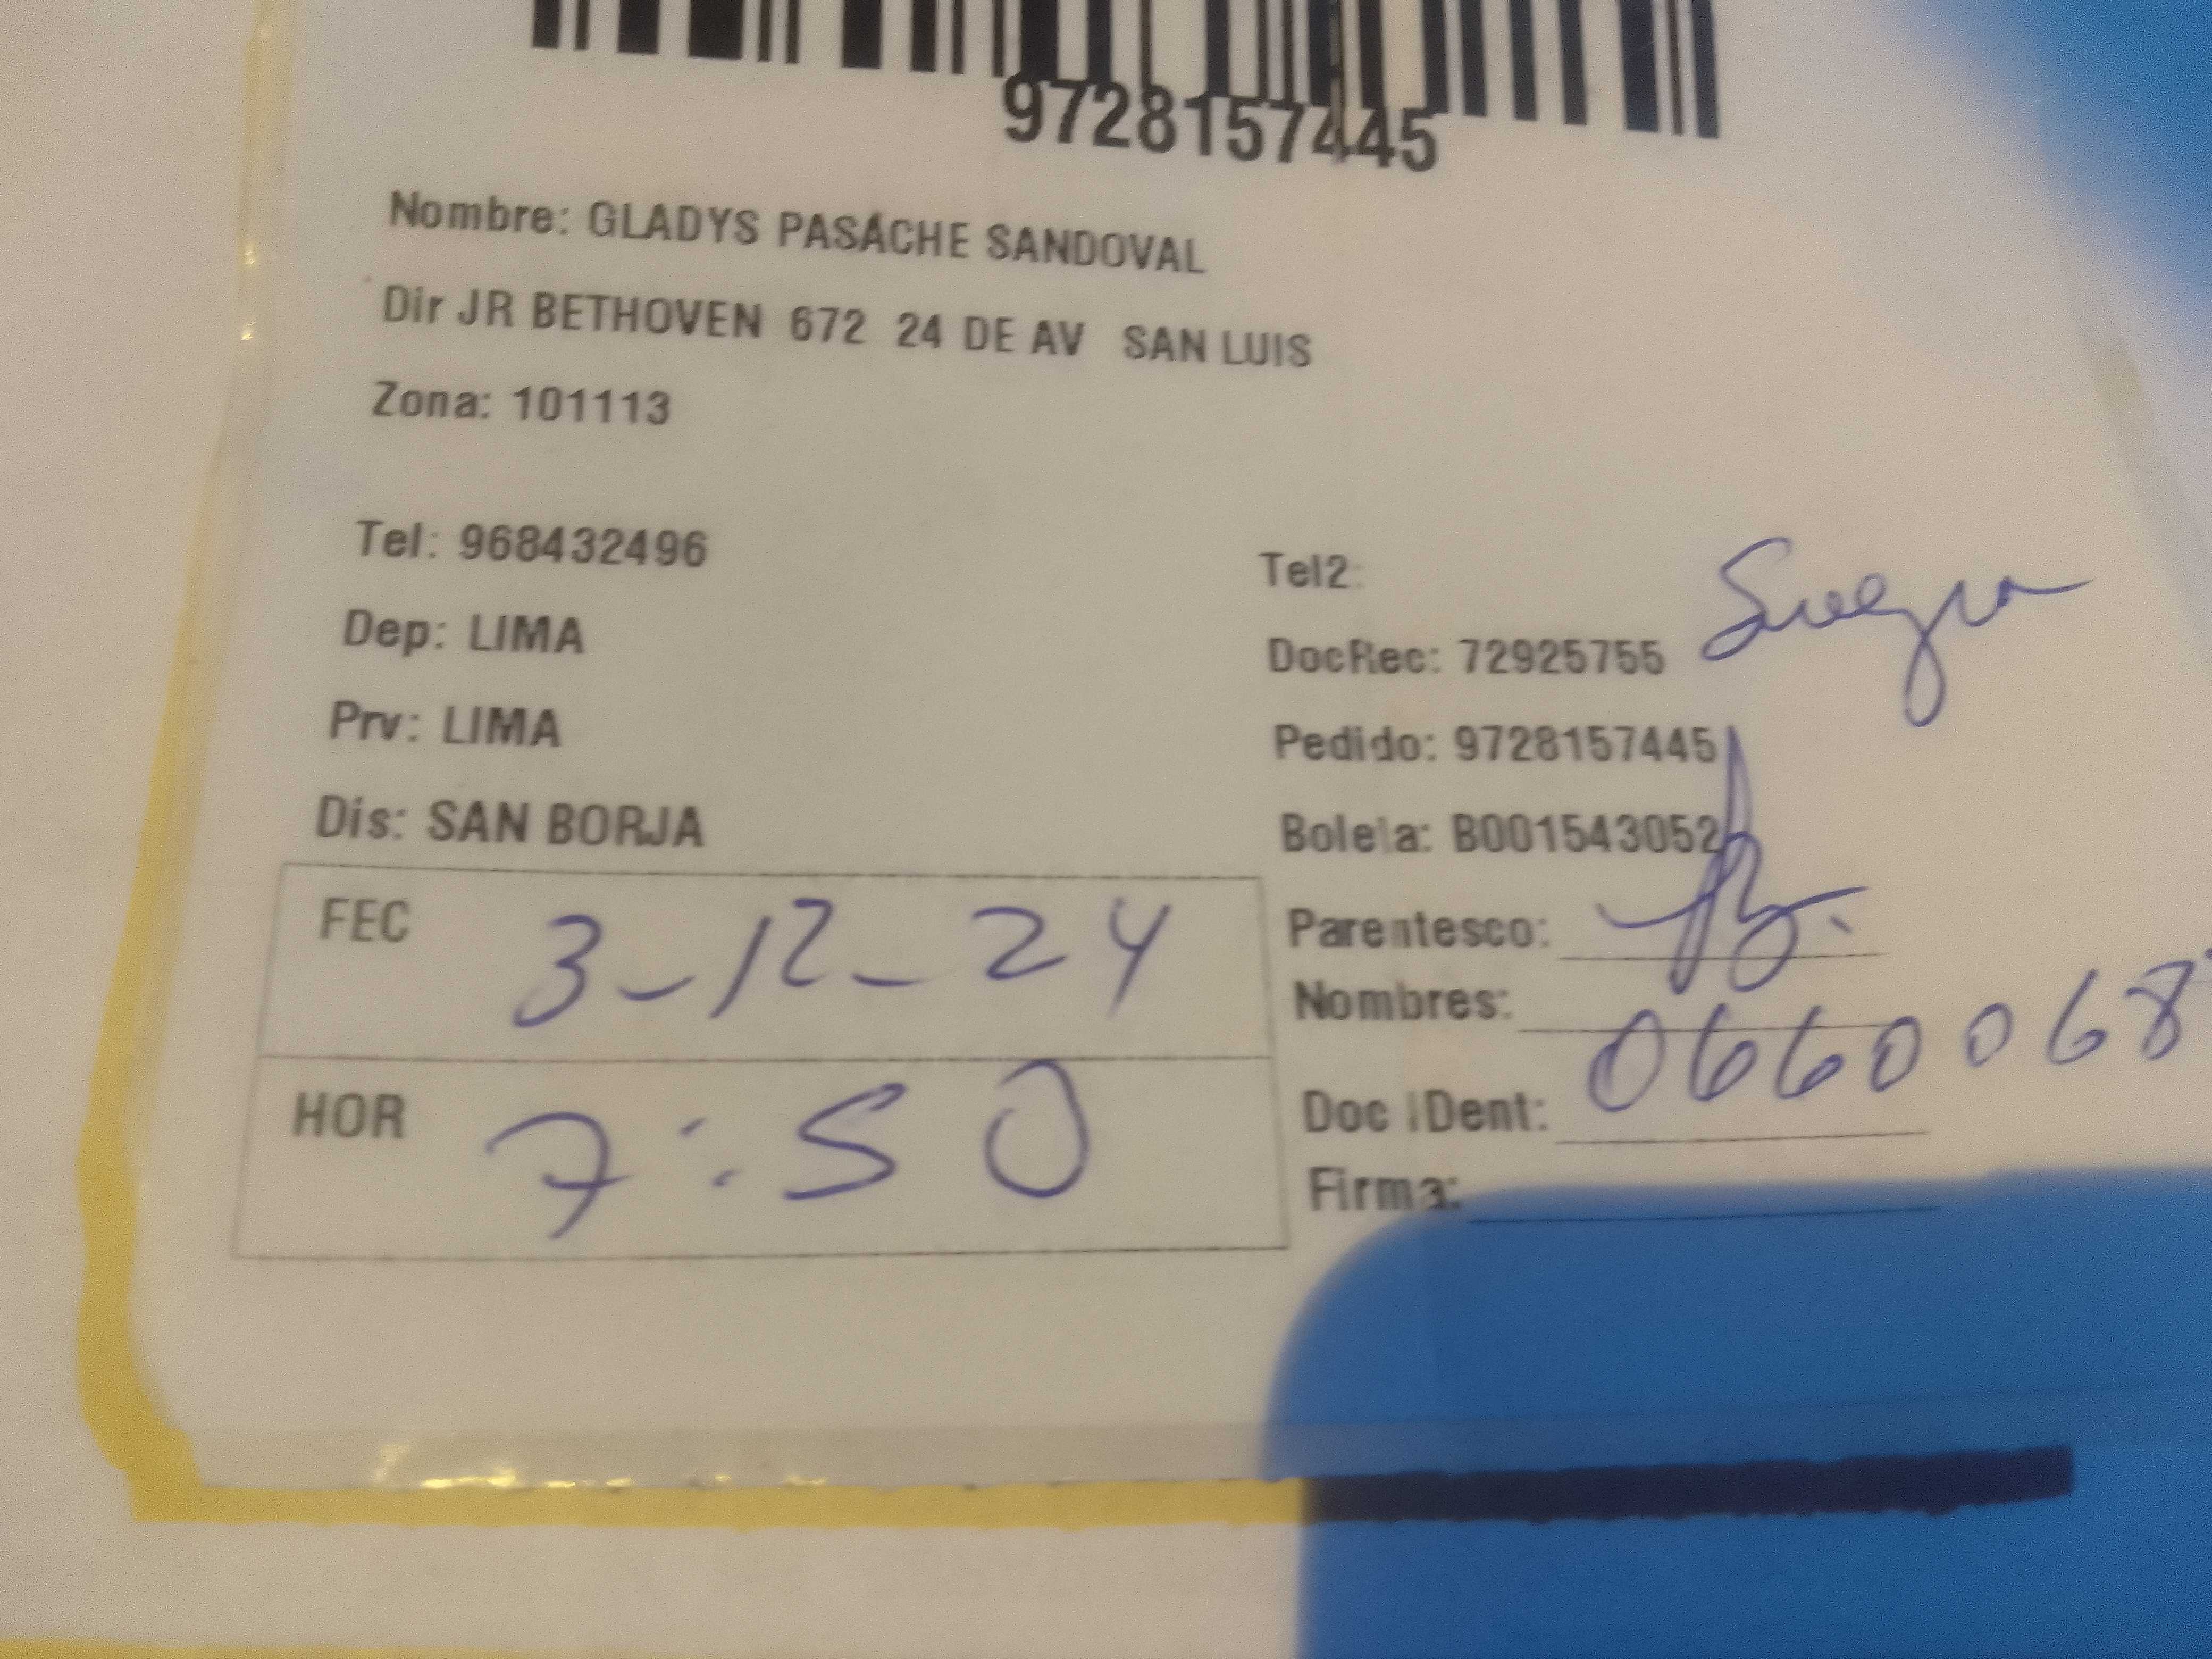 9728157445
Nombre: GLADYS PASACHE SANDOVAL
Dir JR BETHOVEN 672 24 DE AV SAN LUIS
Zona: 101113
Tel: 968432496
Dep: LIMA
Prv: LIMA
Dis: SAN BORJA
FEC 3-12-24
HOR 7:50
Tel2:
Suegra
DocRec: 72925755
Pedido: 9728157445
Boleta: B001543052
Parentesco:
Nombres:
Doc IDent: 0660068
Firma: